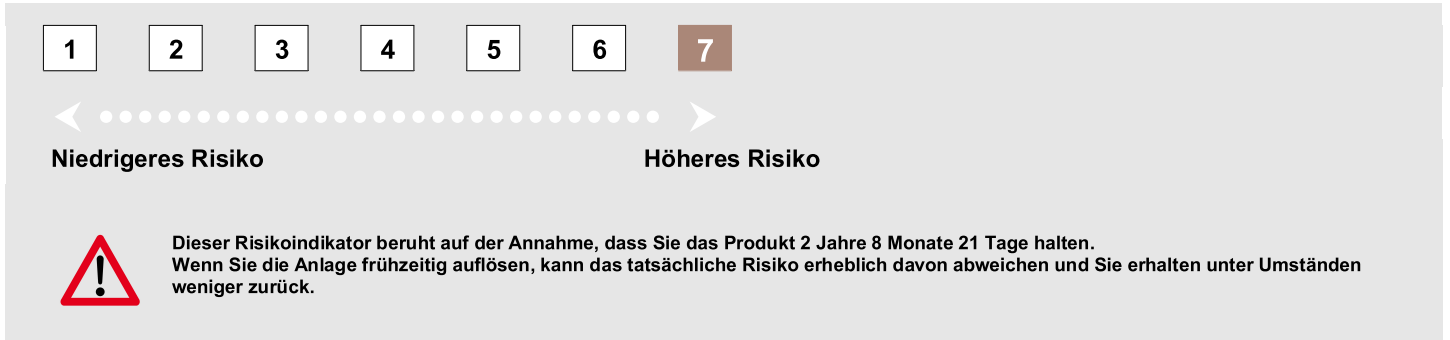 1 2 3 4 5 6 7
Niedrigeres Risiko Höheres Risiko
Dieser Risikoindikator beruht auf der Annahme, dass Sie das Produkt 2 Jahre 8 Monate 21 Tage halten.
Wenn Sie die Anlage frühzeitig auflösen, kann das tatsächliche Risiko erheblich davon abweichen und Sie erhalten unter Umständen
weniger zurück.